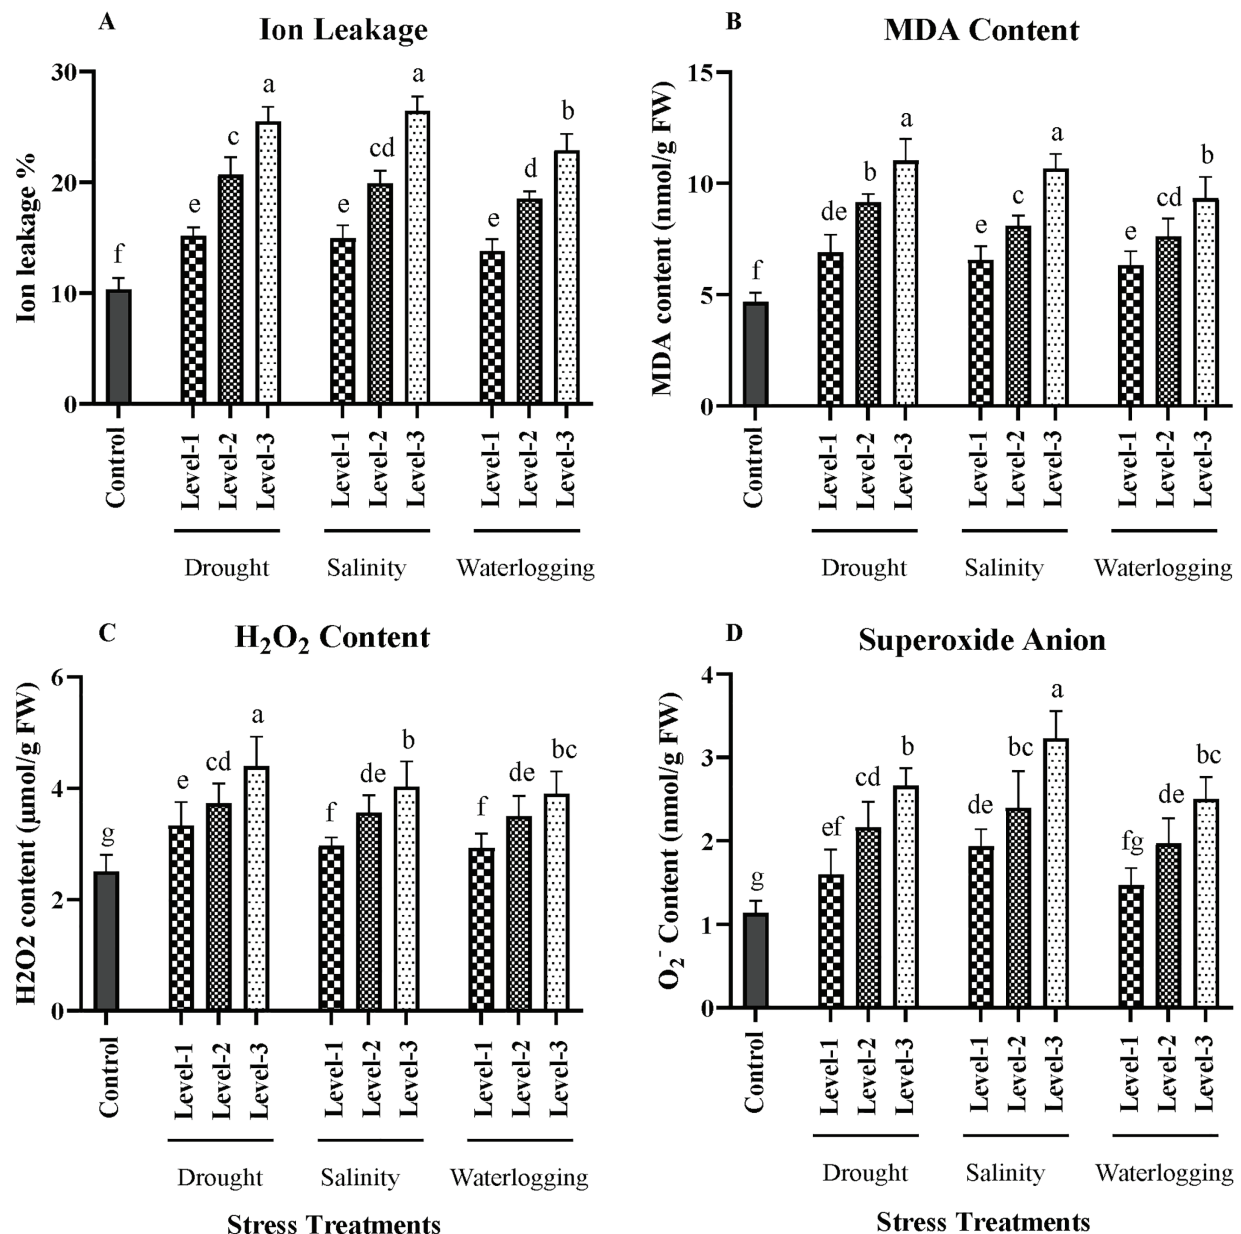 A
Ion Leakage
Ion leakage %
30
20
10
0
f
e
c
a
e
cd
a
e
d
b
Control
Level-1
Level-2
Level-3
Level-1
Level-2
Level-3
Level-1
Level-2
Level-3
Drought
Salinity
Waterlogging
B
MDA Content
MDA content (nmol/g FW)
15
10
5
0
f
de
b
a
e
c
a
e
cd
b
Control
Level-1
Level-2
Level-3
Level-1
Level-2
Level-3
Level-1
Level-2
Level-3
Drought
Salinity
Waterlogging
C
H₂O₂ Content
H2O2 content (µmol/g FW)
6
4
2
0
g
e
cd
a
f
de
b
f
de
bc
Control
Level-1
Level-2
Level-3
Level-1
Level-2
Level-3
Level-1
Level-2
Level-3
Drought
Salinity
Waterlogging
Stress Treatments
D
Superoxide Anion
O₂⁻ Content (nmol/g FW)
4
3
2
1
0
g
ef
cd
b
de
bc
a
fg
de
bc
Control
Level-1
Level-2
Level-3
Level-1
Level-2
Level-3
Level-1
Level-2
Level-3
Drought
Salinity
Waterlogging
Stress Treatments